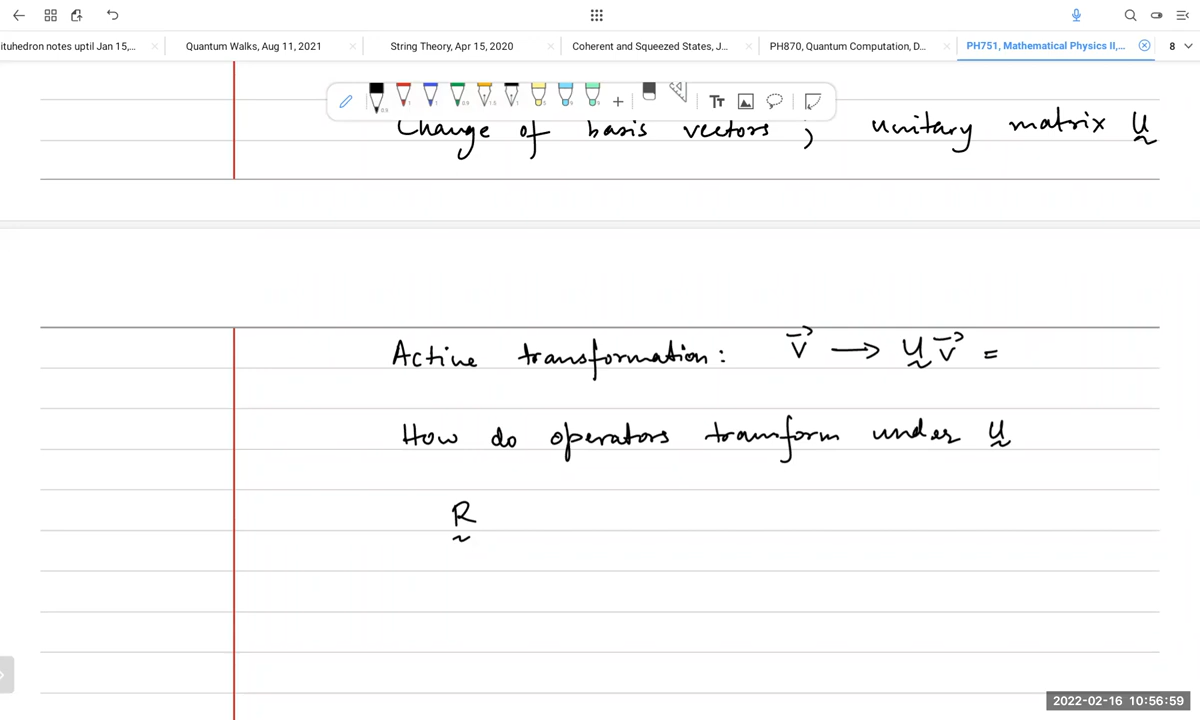 ituhedron notes uptil Jan 15,... Quantum Walks, Aug 11, 2021 String Theory, Apr 15, 2020 Coherent and Squeezed States, J... PH870, Quantum Computation, D... PH751, Mathematical Physics II,... 8
Tт
Change of basis vectors ; unitary matrix U
Active transformation: v⃗ → U v⃗ =
How do operators transform under U
R
2022-02-16 10:56:59